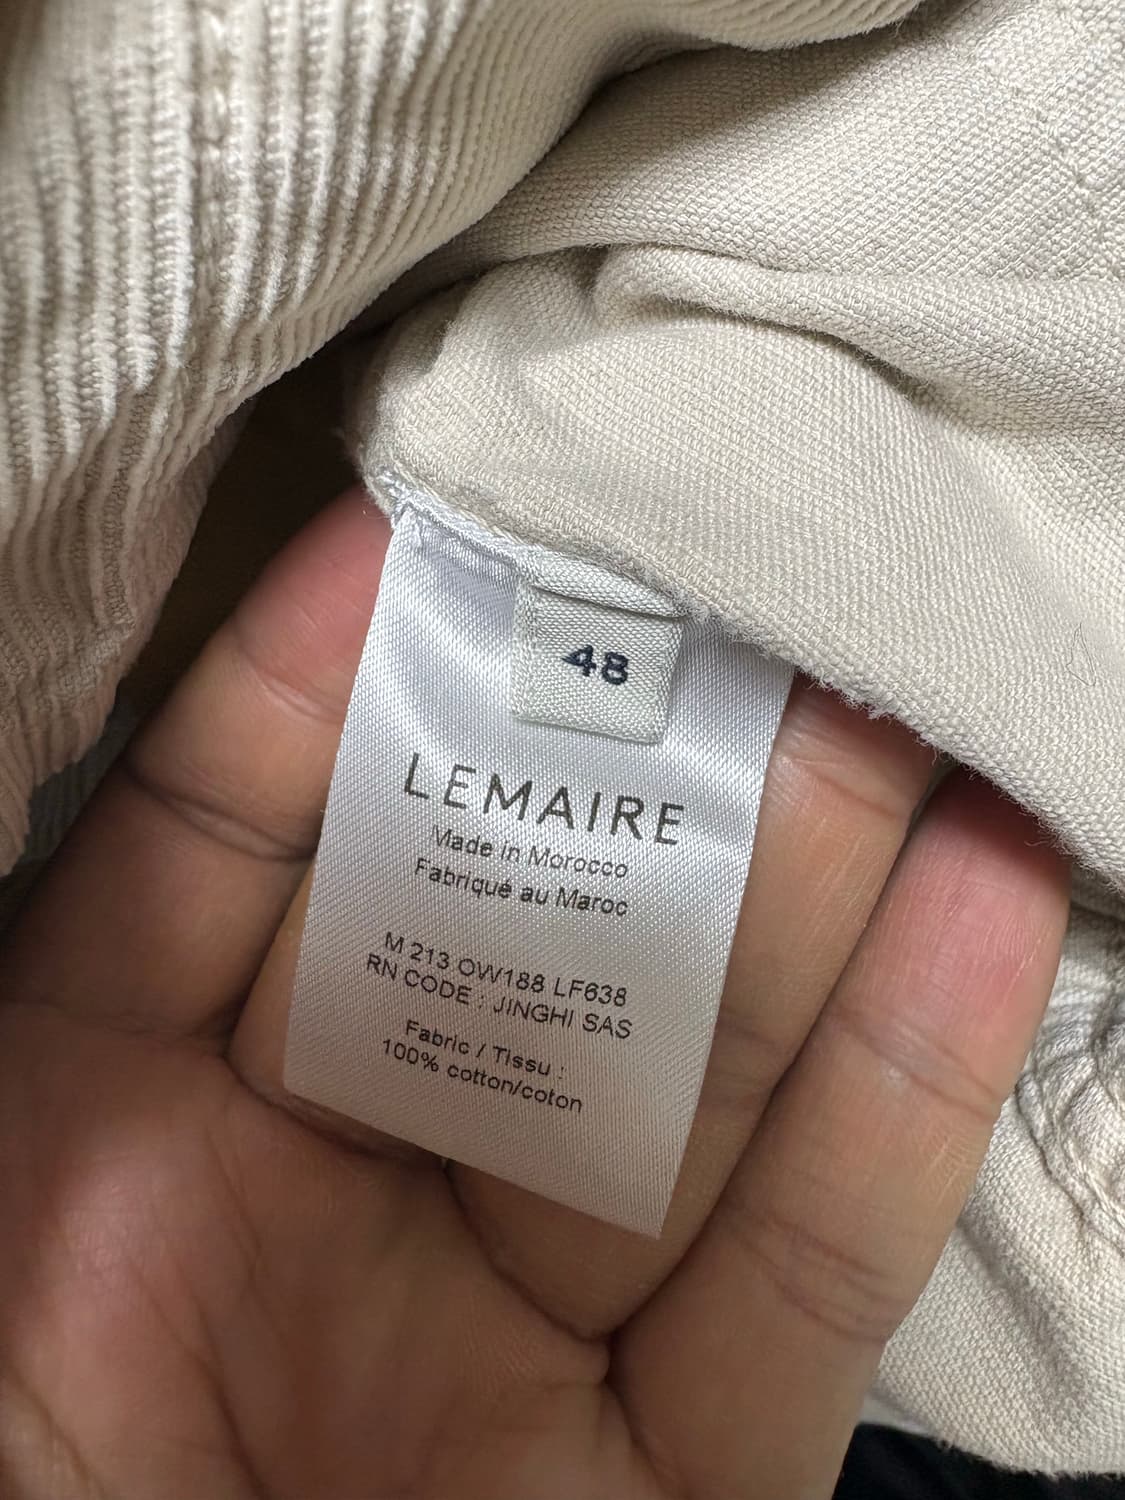 48
LEMAIRE
Made in Morocco
Fabriqué au Maroc
M 213 OW188 LF638
RN CODE : JINGHI SAS
Fabric / Tissu :
100% cotton/coton